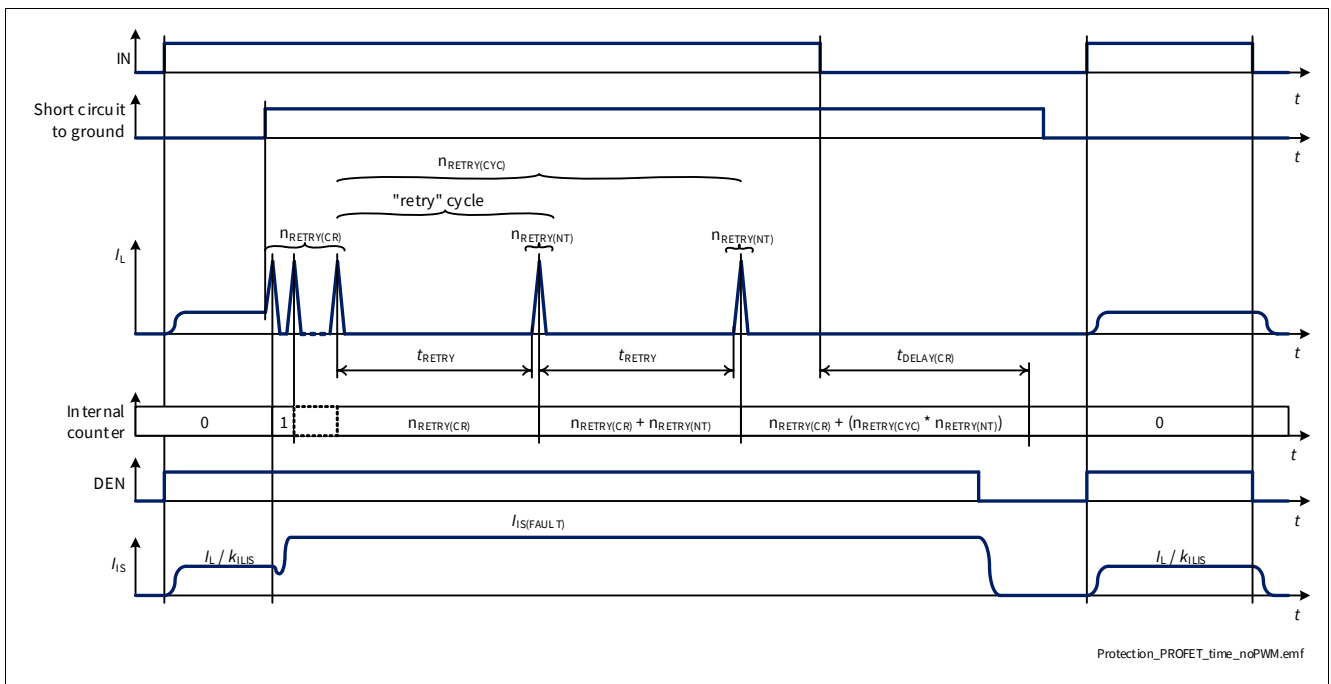 IN
t
Short circuit
to ground
t
nRETRY(CYC)
"retry" cycle
nRETRY(CR)
nRETRY(NT)
nRETRY(NT)
IL
t
tRETRY
tRETRY
tDELAY(CR)
Internal
counter
0
1
nRETRY(CR)
nRETRY(CR) + nRETRY(NT)
nRETRY(CR) + (nRETRY(CYC) * nRETRY(NT))
0
t
DEN
t
IIS(FAULT)
IIS
IL / kILIS
IL / kILIS
t
Protection_PROFET_time_noPWM.emf